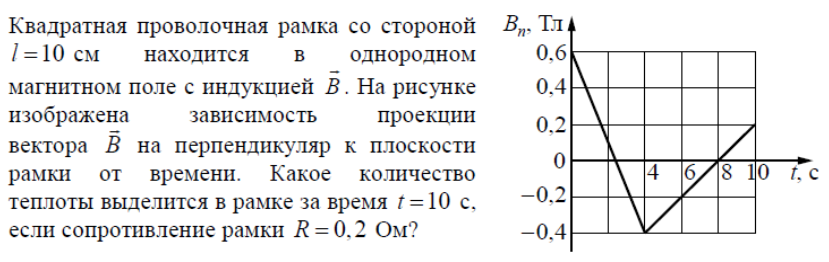 Квадратная проволочная рамка со стороной
l = 10 см находится в однородном
магнитном поле с индукцией B⃗. На рисунке
изображена зависимость проекции
вектора B⃗ на перпендикуляр к плоскости
рамки от времени. Какое количество
теплоты выделится в рамке за время t = 10 с,
если сопротивление рамки R = 0,2 Ом?
Bₙ, Тл
0,6
0,4
0,2
0
−0,2
−0,4
4 6 8 10 t, с